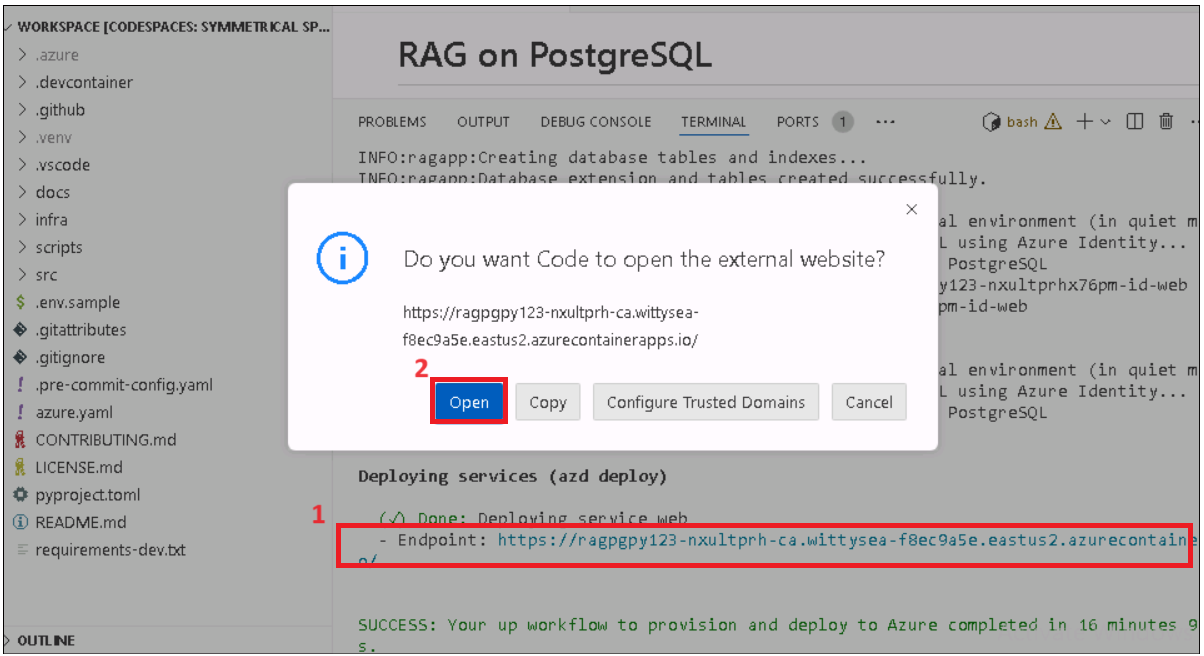 WORKSPACE [CODESPACES: SYMMETRICAL SP...
.azure
.devcontainer
.github
.venv
.vscode
docs
infra
scripts
src
$ .env.sample
.gitattributes
.gitignore
! .pre-commit-config.yaml
! azure.yaml
CONTRIBUTING.md
LICENSE.md
pyproject.toml
README.md
requirements-dev.txt
OUTLINE
RAG on PostgreSQL
PROBLEMS OUTPUT DEBUG CONSOLE TERMINAL PORTS 1 ... bash
INFO:ragapp:Creating database tables and indexes...
INFO:ragapp:Database extension and tables created successfully.
al environment (in quiet m
L using Azure Identity...
PostgreSQL
y123-nxultprhx76pm-id-web
pm-id-web
al environment (in quiet m
L using Azure Identity...
PostgreSQL
Do you want Code to open the external website?
https://ragpgpy123-nxultprh-ca.wittysea-
f8ec9a5e.eastus2.azurecontainerapps.io/
2
Open Copy Configure Trusted Domains Cancel
Deploying services (azd deploy)
1
(✓) Done: Deploying service web
- Endpoint: https://ragpgpy123-nxultprh-ca.wittysea-f8ec9a5e.eastus2.azurecontaine
o/
SUCCESS: Your up workflow to provision and deploy to Azure completed in 16 minutes 9
s.